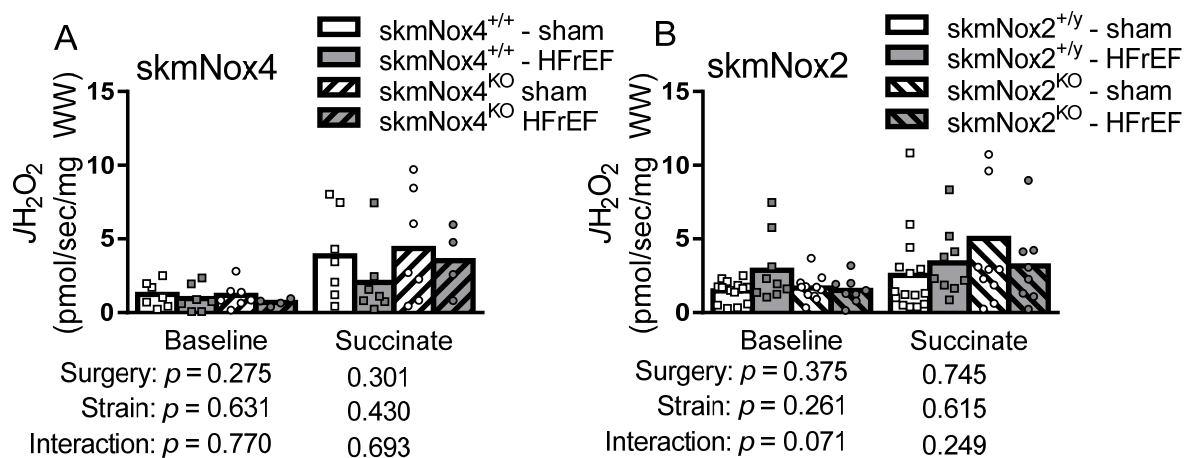 A
skmNox4
skmNox4+/+ - sham
skmNox4+/+ - HFrEF
skmNox4KO sham
skmNox4KO HFrEF
JH2O2
(pmol/sec/mg WW)
15
10
5
0
Baseline
Succinate
Surgery: p = 0.275
0.301
Strain: p = 0.631
0.430
Interaction: p = 0.770
0.693
B
skmNox2
skmNox2+/y - sham
skmNox2+/y - HFrEF
skmNox2KO - sham
skmNox2KO - HFrEF
JH2O2
(pmol/sec/mg WW)
15
10
5
0
Baseline
Succinate
Surgery: p = 0.375
0.745
Strain: p = 0.261
0.615
Interaction: p = 0.071
0.249